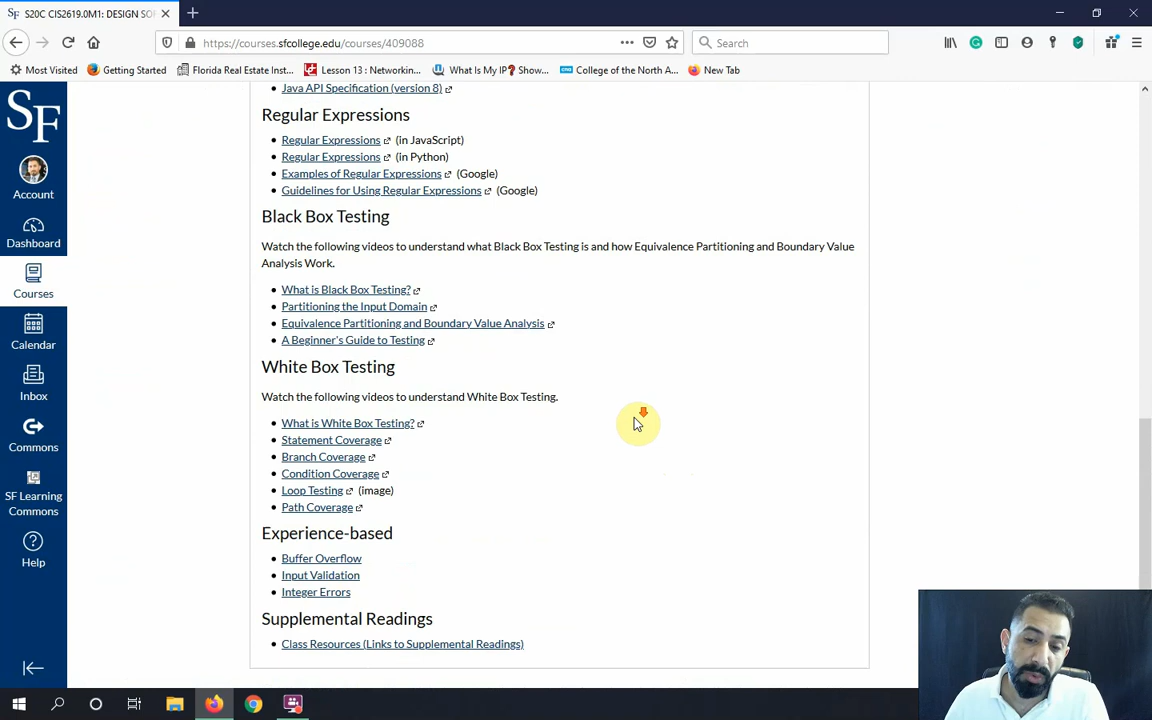 S20C CIS2619.0M1: DESIGN SO
https://courses.sfcollege.edu/courses/409088
Search
Most Visited
Getting Started
Florida Real Estate Inst...
Lesson 13 : Networkin...
What Is My IP? Show...
College of the North A...
New Tab
SF
Account
Dashboard
Courses
Calendar
Inbox
Commons
SF Learning
Commons
Help
Java API Specification (version 8)
Regular Expressions
Regular Expressions (in JavaScript)
Regular Expressions (in Python)
Examples of Regular Expressions (Google)
Guidelines for Using Regular Expressions (Google)
Black Box Testing
Watch the following videos to understand what Black Box Testing is and how Equivalence Partitioning and Boundary Value
Analysis Work.
What is Black Box Testing?
Partitioning the Input Domain
Equivalence Partitioning and Boundary Value Analysis
A Beginner's Guide to Testing
White Box Testing
Watch the following videos to understand White Box Testing.
What is White Box Testing?
Statement Coverage
Branch Coverage
Condition Coverage
Loop Testing (image)
Path Coverage
Experience-based
Buffer Overflow
Input Validation
Integer Errors
Supplemental Readings
Class Resources (Links to Supplemental Readings)